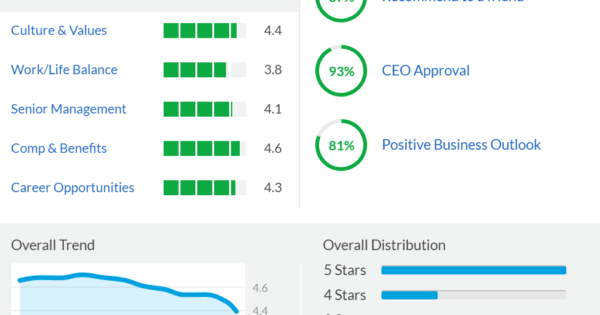 Culture & Values 4.4
Work/Life Balance 3.8
Senior Management 4.1
Comp & Benefits 4.6
Career Opportunities 4.3
Recommend to a friend
93% CEO Approval
81% Positive Business Outlook
Overall Trend
4.6
4.4
Overall Distribution
5 Stars
4 Stars